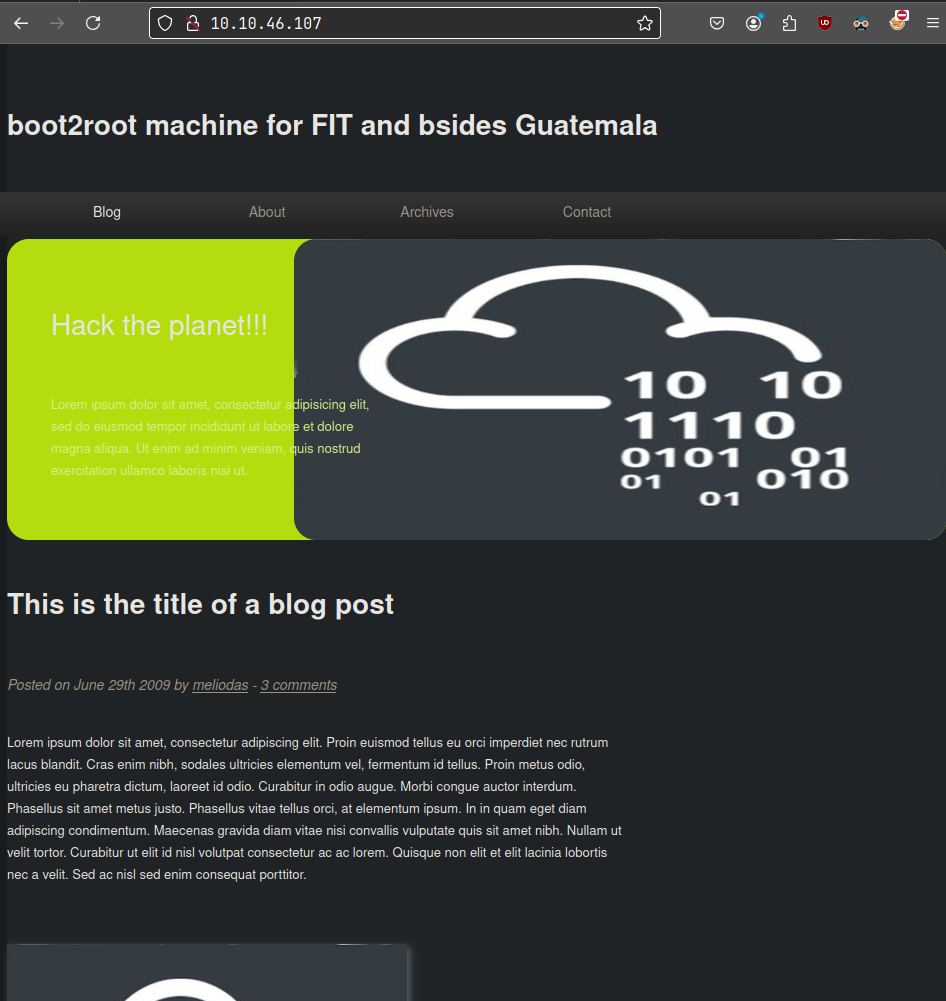 10.10.46.107
boot2root machine for FIT and bsides Guatemala
Blog About Archives Contact
Hack the planet!!!
Lorem ipsum dolor sit amet, consectetur adipisicing elit,
sed do eiusmod tempor incididunt ut labore et dolore
magna aliqua. Ut enim ad minim veniam, quis nostrud
exercitation ullamco laboris nisi ut.
10 10
1110
0101 01
01 010
01
This is the title of a blog post
Posted on June 29th 2009 by meliodas - 3 comments
Lorem ipsum dolor sit amet, consectetur adipiscing elit. Proin euismod tellus eu orci imperdiet nec rutrum
lacus blandit. Cras enim nibh, sodales ultricies elementum vel, fermentum id tellus. Proin metus odio,
ultricies eu pharetra dictum, laoreet id odio. Curabitur in odio augue. Morbi congue auctor interdum.
Phasellus sit amet metus justo. Phasellus vitae tellus orci, at elementum ipsum. In in quam eget diam
adipiscing condimentum. Maecenas gravida diam vitae nisi convallis vulputate quis sit amet nibh. Nullam ut
velit tortor. Curabitur ut elit id nisl volutpat consectetur ac ac lorem. Quisque non elit et elit lacinia lobortis
nec a velit. Sed ac nisl sed enim consequat porttitor.